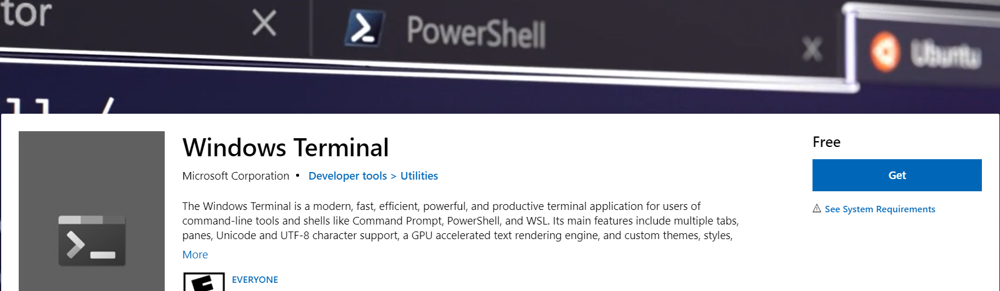 tor
PowerShell
Ubuntu
Windows Terminal
Microsoft Corporation • Developer tools > Utilities
The Windows Terminal is a modern, fast, efficient, powerful, and productive terminal application for users of
command-line tools and shells like Command Prompt, PowerShell, and WSL. Its main features include multiple tabs,
panes, Unicode and UTF-8 character support, a GPU accelerated text rendering engine, and custom themes, styles,
More
E
EVERYONE
Free
Get
See System Requirements